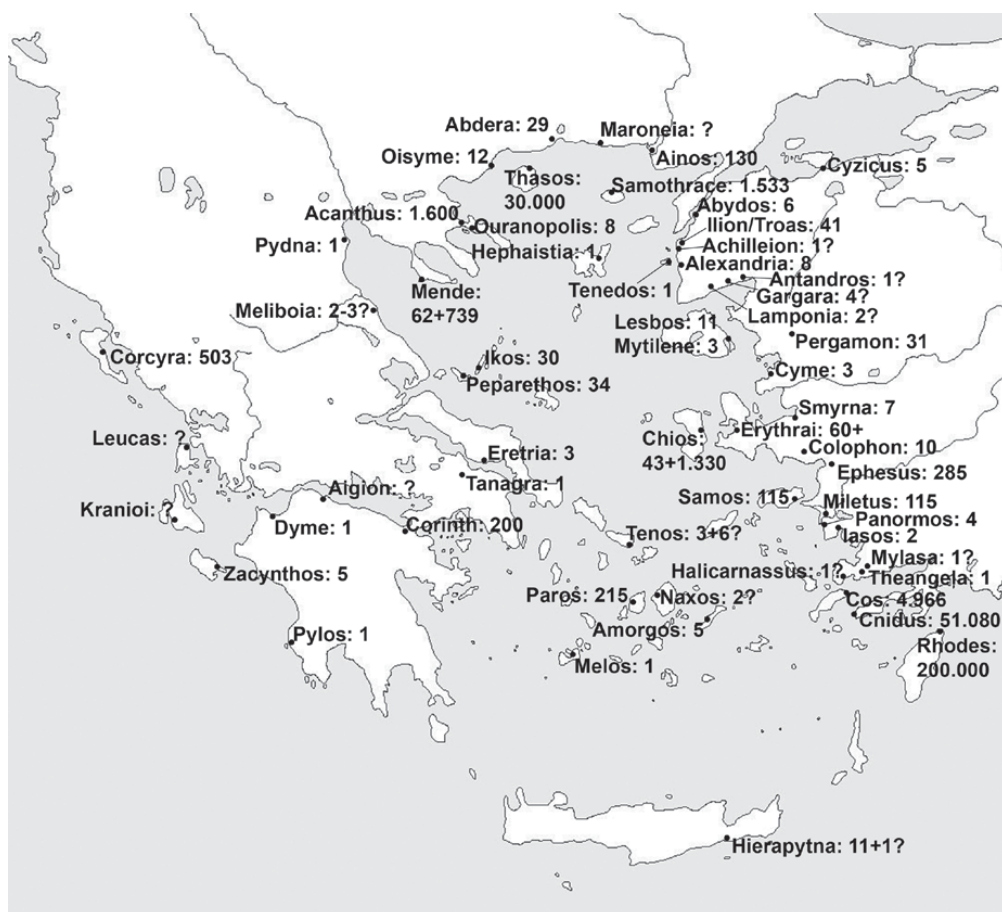 Abdera: 29
Maroneia: ?
Oisyme: 12
Ainos: 130
Cyzicus: 5
Thasos:
30.000
Samothrace: 1.533
Abydos: 6
Acanthus: 1.600
Ouranopolis: 8
Ilion/Troas: 41
Pydna: 1
Hephaistia: 1
Achilleion: 1?
Alexandria: 8
Tenedos: 1
Antandros: 1?
Mende:
62+739
Gargara: 4?
Meliboia: 2-3?
Lamponia: 2?
Lesbos: 11
Mytilene: 3
Pergamon: 31
Corcyra: 503
Ikos: 30
Peparethos: 34
Cyme: 3
Smyrna: 7
Leucas: ?
Chios:
43+1.330
Erythrai: 60+
Colophon: 10
Eretria: 3
Ephesus: 285
Tanagra: 1
Aigion: ?
Samos: 115
Miletus: 115
Kranioi: ?
Dyme: 1
Corinth: 200
Panormos: 4
Tenos: 3+6?
Iasos: 2
Mylasa: 1?
Zacynthos: 5
Halicarnassus: 1?
Theangela: 1
Paros: 215
Naxos: 2?
Cos: 4.966
Cnidus: 51.080
Amorgos: 5
Pylos: 1
Rhodes:
200.000
Melos: 1
Hierapytna: 11+1?